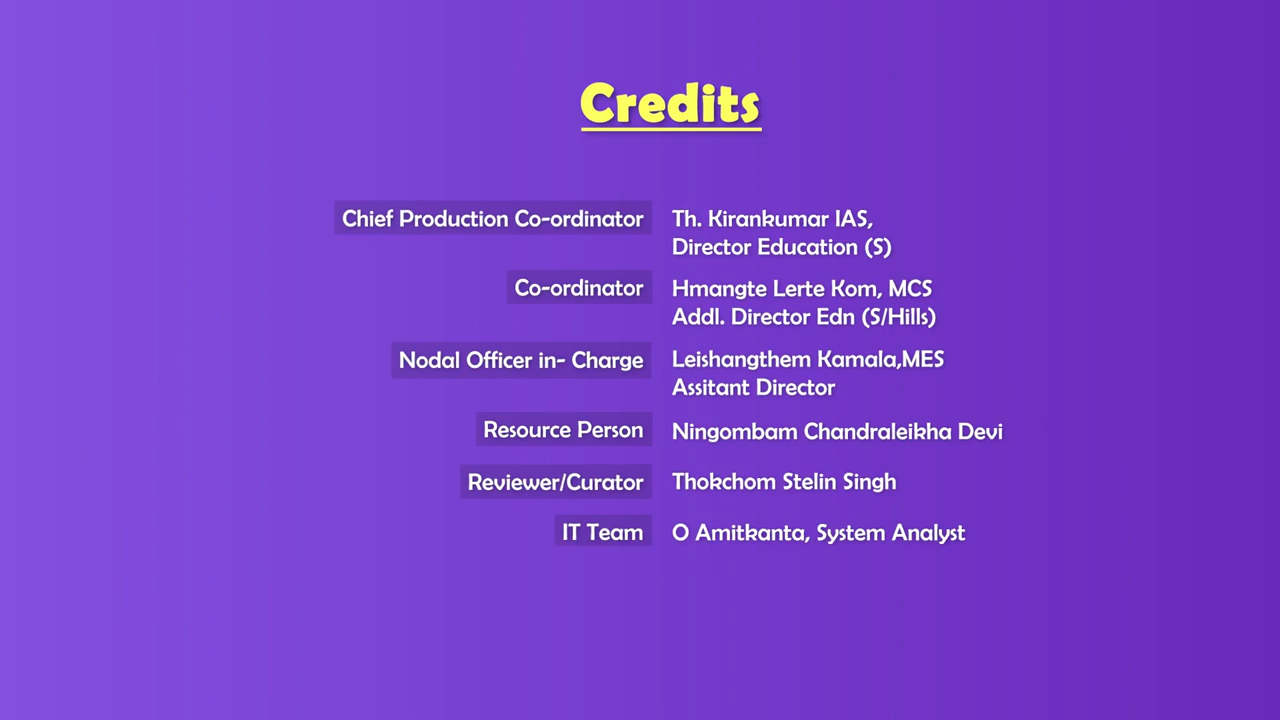 Credits
Chief Production Co-ordinator Th. Kirankumar IAS,
Director Education (S)
Co-ordinator Hmangte Lerte Kom, MCS
Addl. Director Edn (S/Hills)
Nodal Officer in- Charge Leishangthem Kamala,MES
Assitant Director
Resource Person Ningombam Chandraleikha Devi
Reviewer/Curator Thokchom Stelin Singh
IT Team O Amitkanta, System Analyst